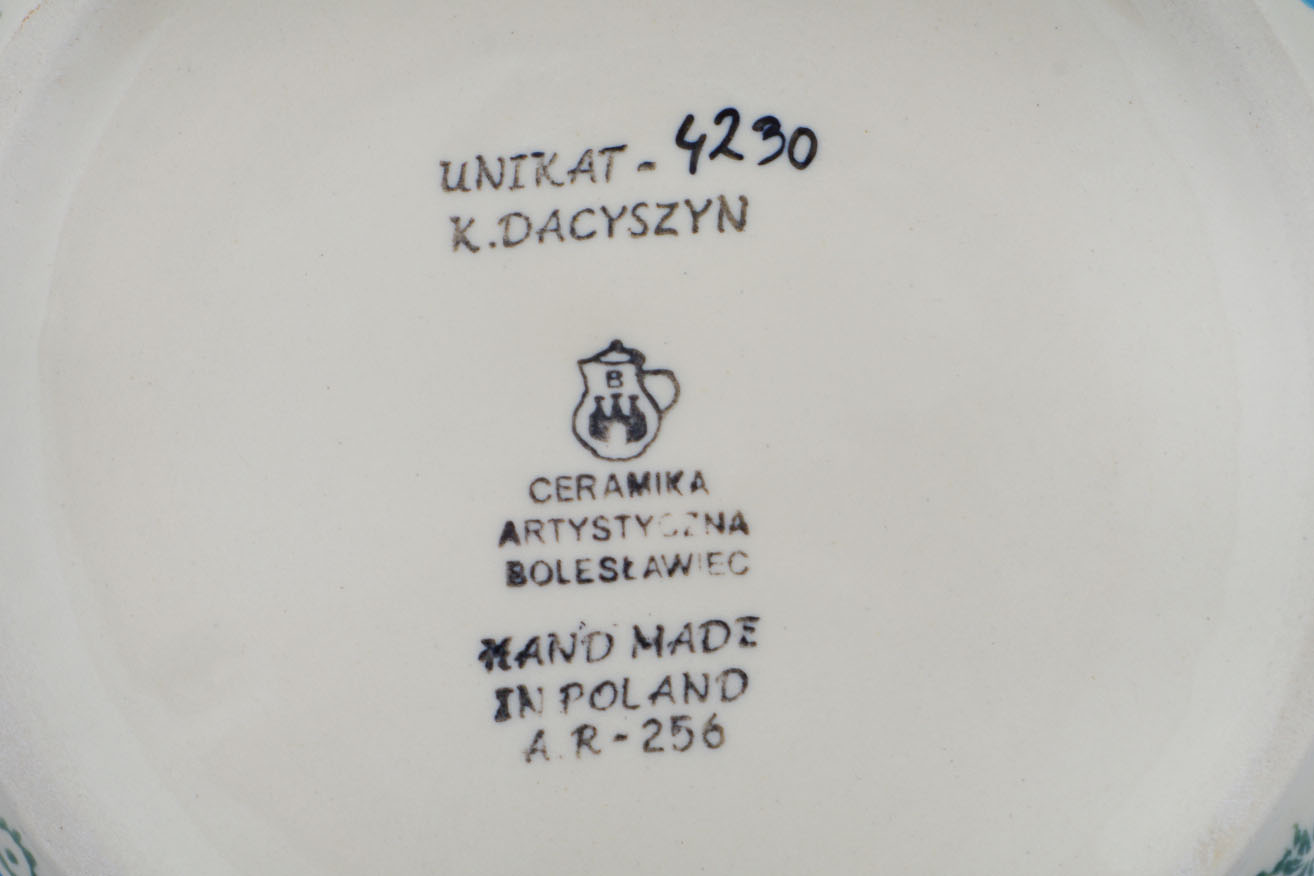 UNIKAT - 4230
K. DACYSZYN
B
CERAMIKA
ARTYSTYCZNA
BOLESŁAWIEC
HAND MADE
IN POLAND
A.R - 256